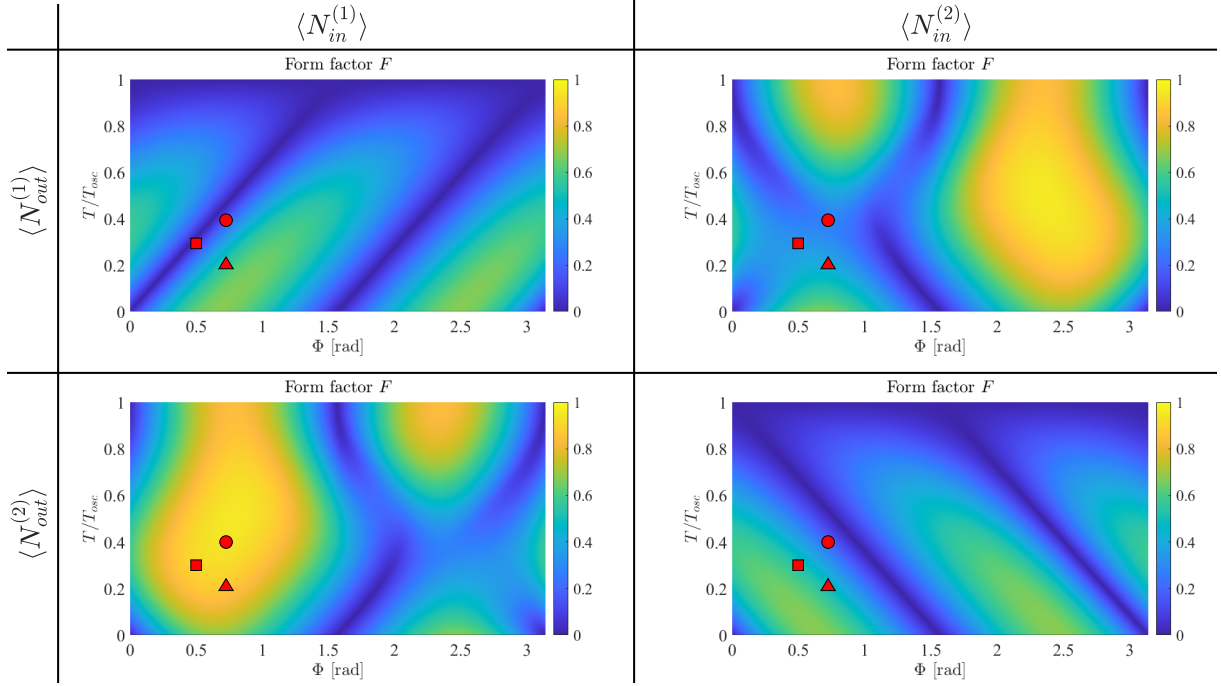 ⟨N_{in}^{(1)}⟩
⟨N_{in}^{(2)}⟩
⟨N_{out}^{(1)}⟩
Form factor F
1
0.8
0.6
0.4
0.2
0
T/T_{osc}
0 0.5 1 1.5 2 2.5 3
Φ [rad]
1
0.8
0.6
0.4
0.2
0
Form factor F
1
0.8
0.6
0.4
0.2
0
T/T_{osc}
0 0.5 1 1.5 2 2.5 3
Φ [rad]
1
0.8
0.6
0.4
0.2
0
⟨N_{out}^{(2)}⟩
Form factor F
1
0.8
0.6
0.4
0.2
0
T/T_{osc}
0 0.5 1 1.5 2 2.5 3
Φ [rad]
1
0.8
0.6
0.4
0.2
0
Form factor F
1
0.8
0.6
0.4
0.2
0
T/T_{osc}
0 0.5 1 1.5 2 2.5 3
Φ [rad]
1
0.8
0.6
0.4
0.2
0